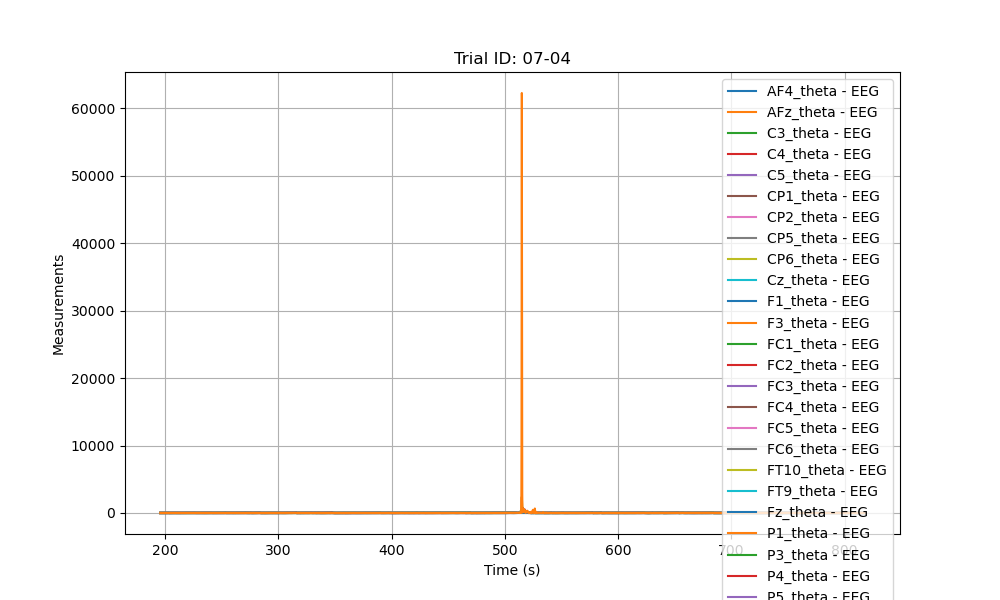 Trial ID: 07-04
Measurements
60000
50000
40000
30000
20000
10000
0
200
300
400
500
600
700
800
Time (s)
AF4_theta - EEG
AFz_theta - EEG
C3_theta - EEG
C4_theta - EEG
C5_theta - EEG
CP1_theta - EEG
CP2_theta - EEG
CP5_theta - EEG
CP6_theta - EEG
Cz_theta - EEG
F1_theta - EEG
F3_theta - EEG
FC1_theta - EEG
FC2_theta - EEG
FC3_theta - EEG
FC4_theta - EEG
FC5_theta - EEG
FC6_theta - EEG
FT10_theta - EEG
FT9_theta - EEG
Fz_theta - EEG
P1_theta - EEG
P3_theta - EEG
P4_theta - EEG
P5_theta - EEG